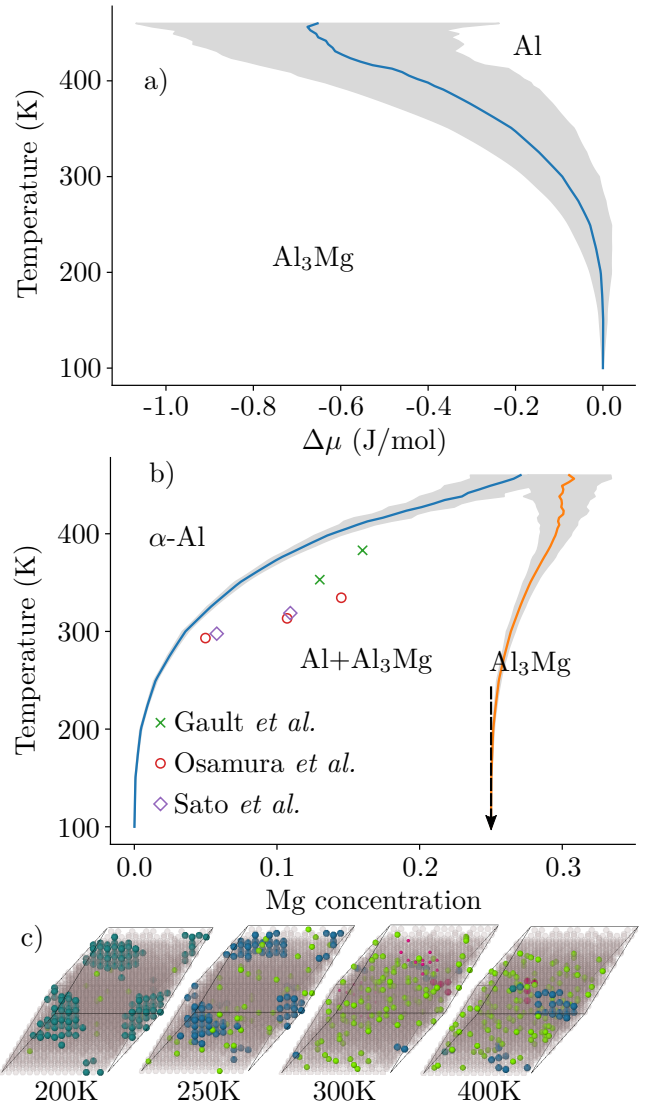 Al
a)
Al₃Mg
400
300
200
100
Temperature (K)
-1.0 -0.8 -0.6 -0.4 -0.2 0.0
Δμ (J/mol)
b)
α-Al
Al+Al₃Mg
Al₃Mg
Gault et al.
Osamura et al.
Sato et al.
400
300
200
100
Temperature (K)
0.0 0.1 0.2 0.3
Mg concentration
c)
200K 250K 300K 400K